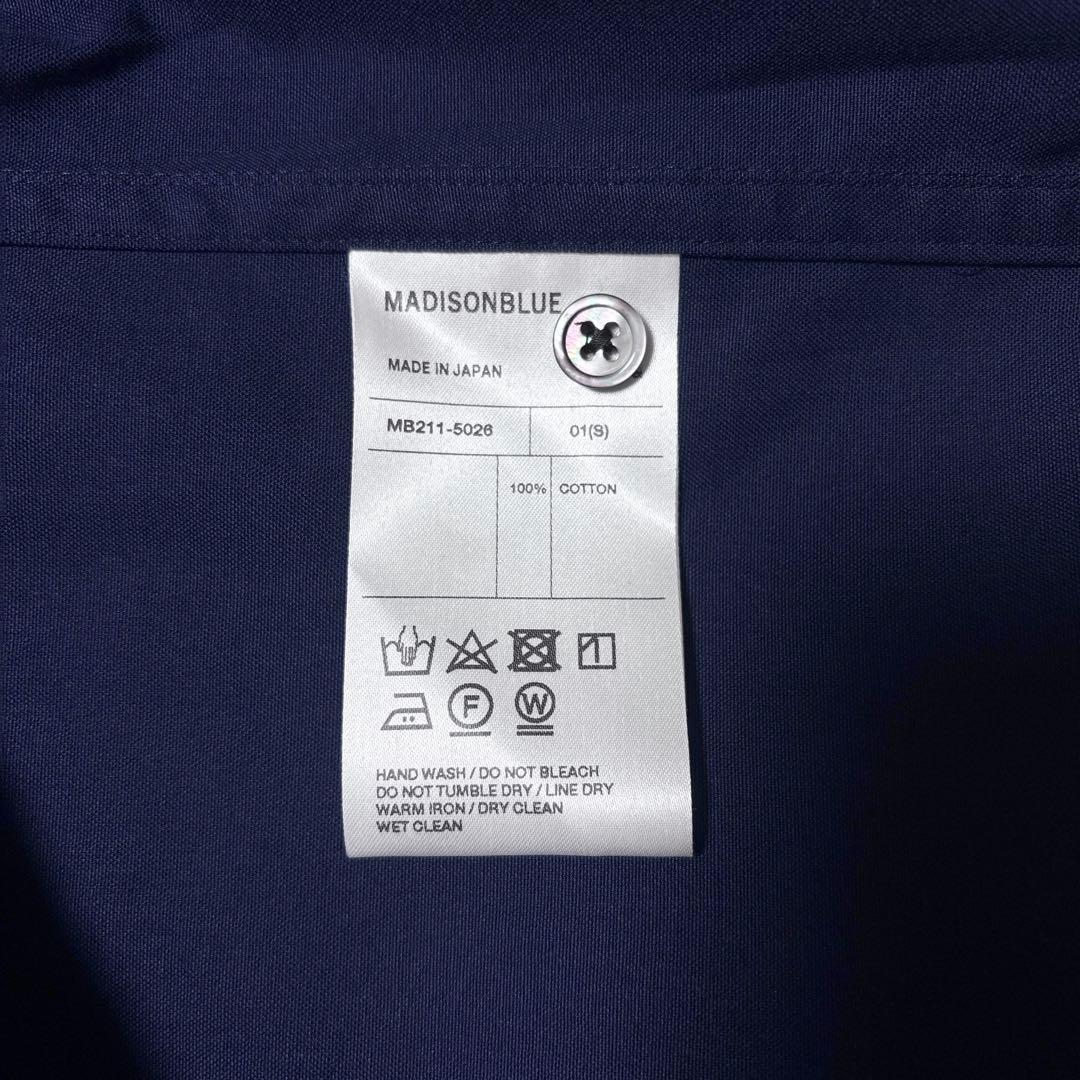 MADISONBLUE
MADE IN JAPAN
MB211-5026 01(S)
100% COTTON
F W
HAND WASH / DO NOT BLEACH
DO NOT TUMBLE DRY / LINE DRY
WARM IRON / DRY CLEAN
WET CLEAN